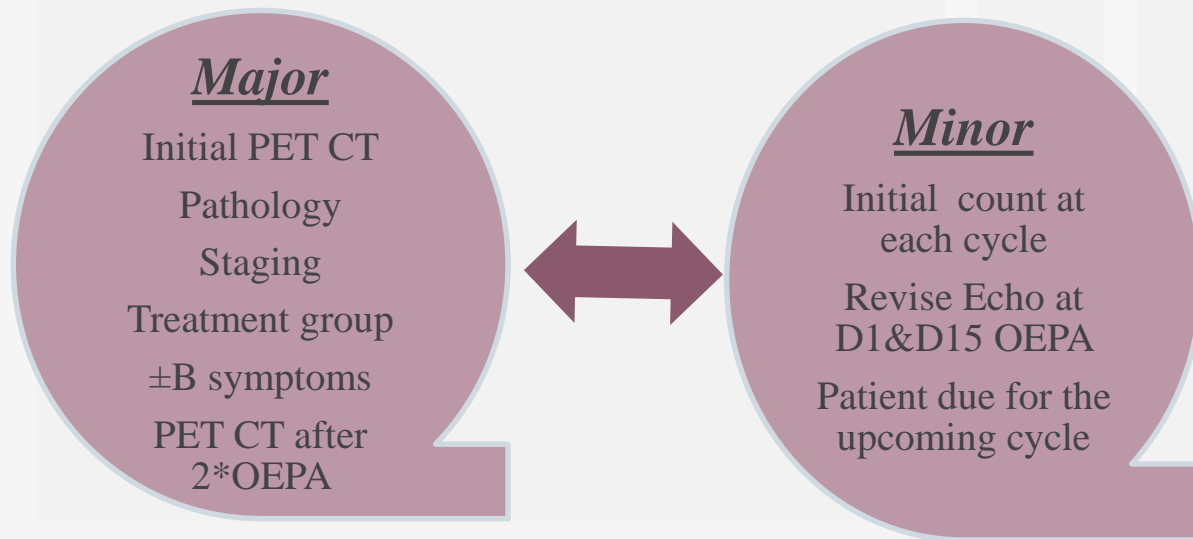 Major
Initial PET CT
Pathology
Staging
Treatment group
±B symptoms
PET CT after
2*OEPA
Minor
Initial count at
each cycle
Revise Echo at
D1&D15 OEPA
Patient due for the
upcoming cycle